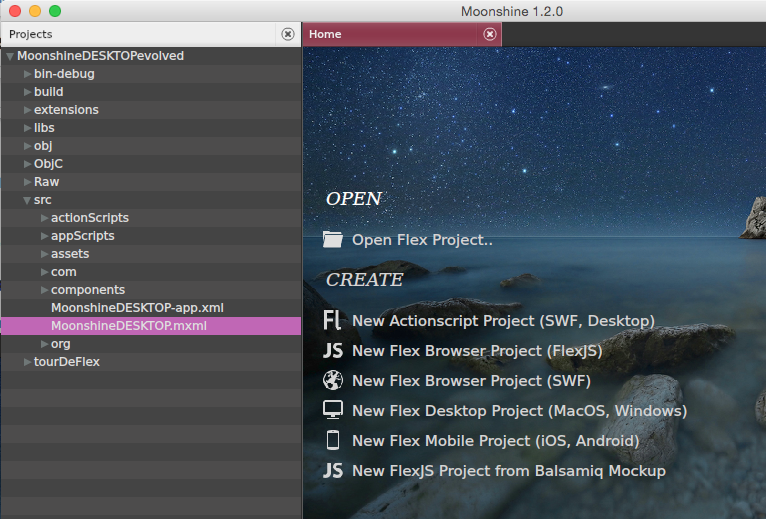 Moonshine 1.2.0
Projects
MoonshineDESKTOPevolved
bin-debug
build
extensions
libs
obj
ObjC
Raw
src
actionScripts
appScripts
assets
com
components
MoonshineDESKTOP-app.xml
MoonshineDESKTOP.mxml
org
tourDeFlex
Home
OPEN
Open Flex Project..
CREATE
Fl New Actionscript Project (SWF, Desktop)
JS New Flex Browser Project (FlexJS)
New Flex Browser Project (SWF)
New Flex Desktop Project (MacOS, Windows)
New Flex Mobile Project (iOS, Android)
JS New FlexJS Project from Balsamiq Mockup